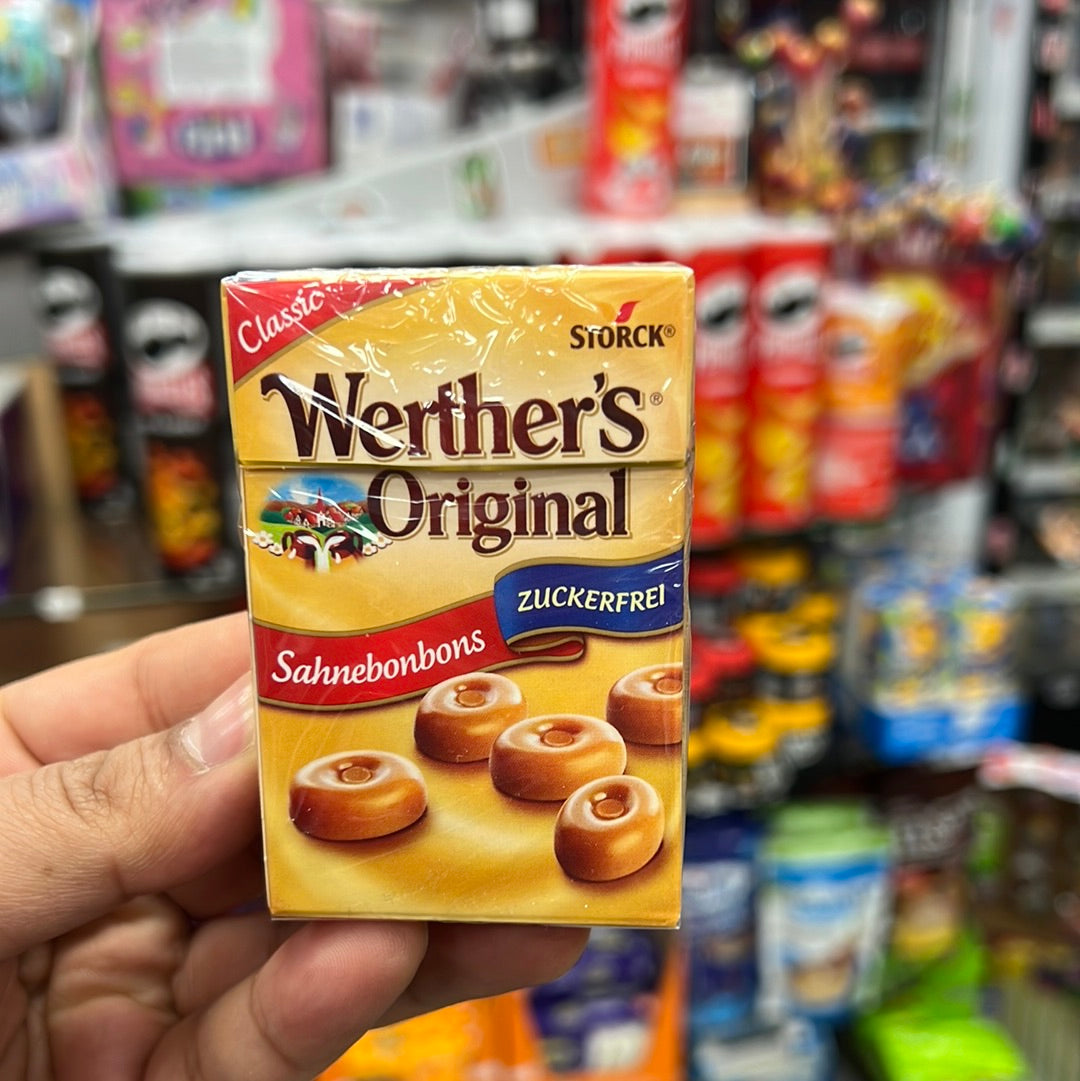 Classic
STORCK®
Werther's®
Original
ZUCKERFREI
Sahnebonbons